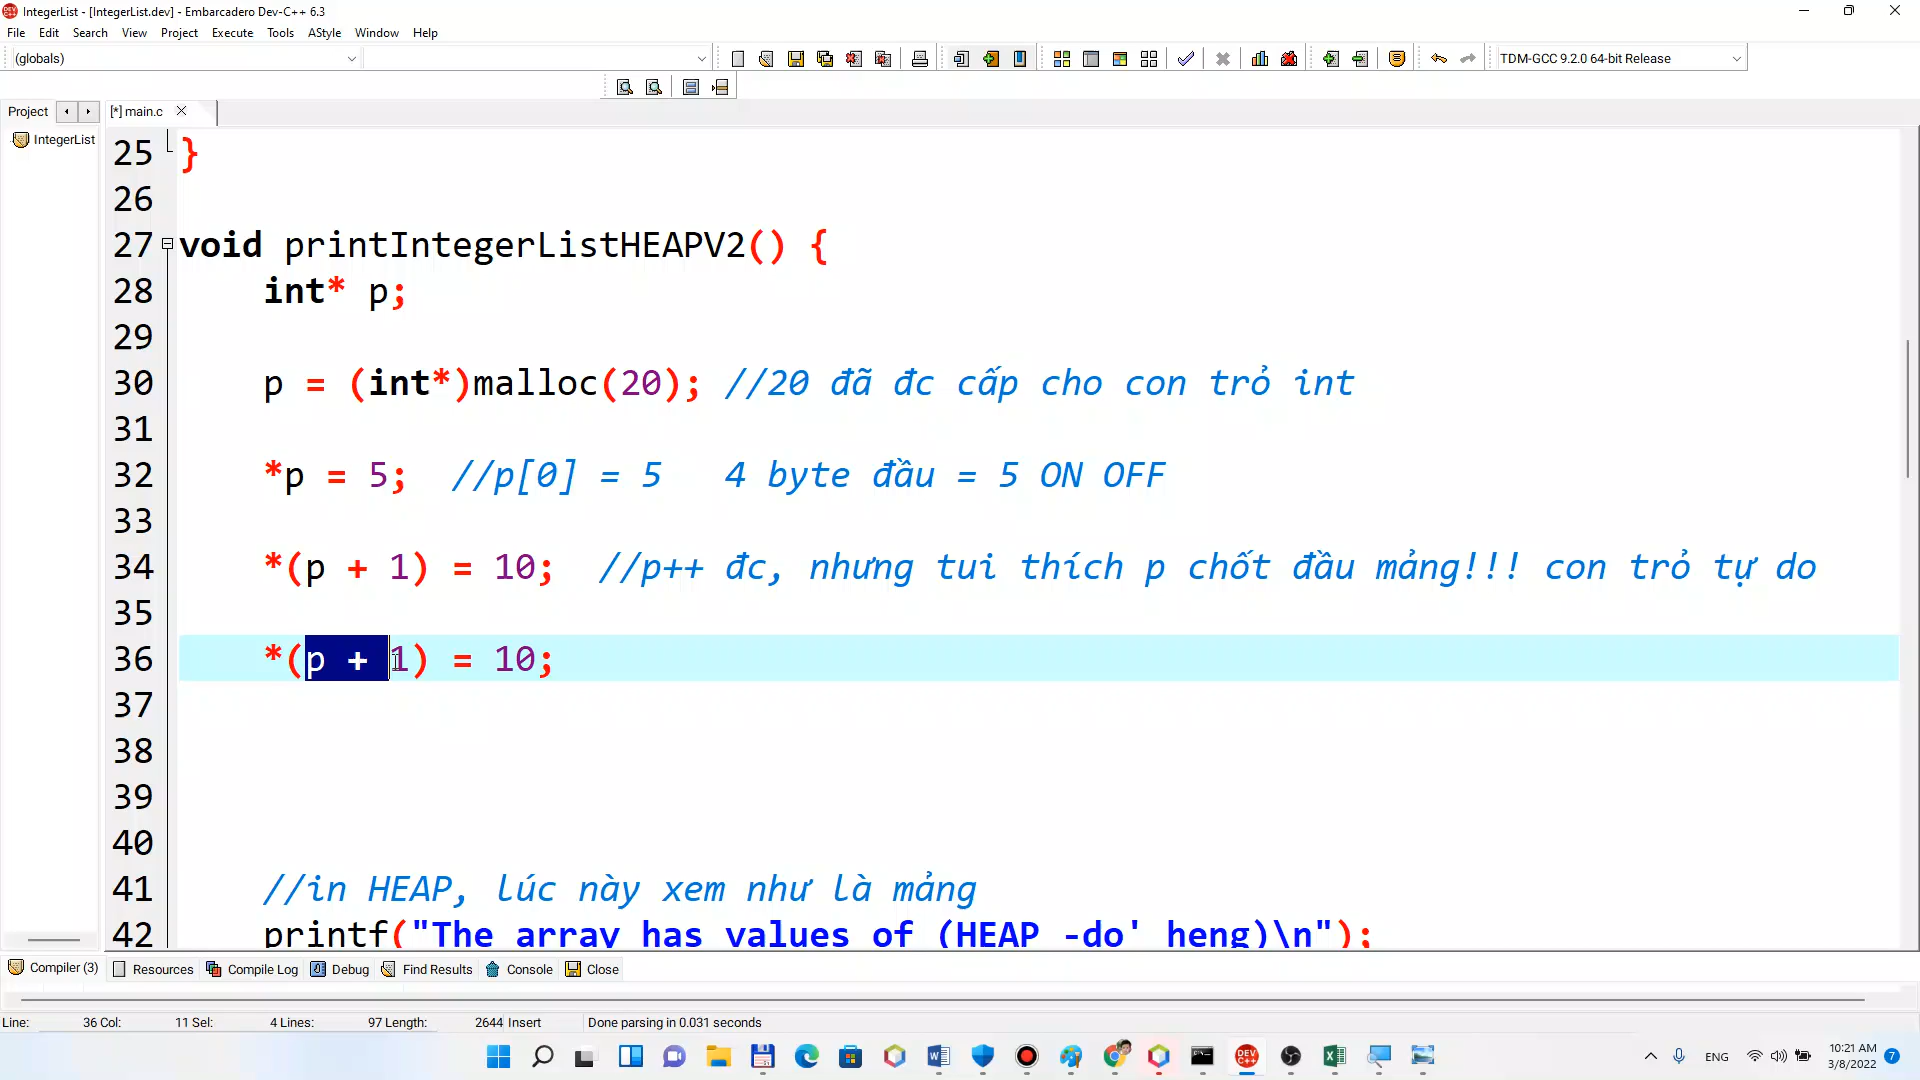 IntegerList - [IntegerList.dev] - Embarcadero Dev-C++ 6.3
File Edit Search View Project Execute Tools AStyle Window Help
(globals)
TDM-GCC 9.2.0 64-bit Release
Project
[*] main.c
IntegerList
25 }
26
27 void printIntegerListHEAPV2() {
28 int* p;
29
30 p = (int*)malloc(20); //20 đã đc cấp cho con trỏ int
31
32 *p = 5; //p[0] = 5 4 byte đầu = 5 ON OFF
33
34 *(p + 1) = 10; //p++ đc, nhưng tui thích p chốt đầu mảng!!! con trỏ tự do
35
36 *(p + 1) = 10;
37
38
39
40
41 //in HEAP, lúc này xem như là mảng
42 printf("The array has values of (HEAP -do' heng)\n");
Compiler (3) Resources Compile Log Debug Find Results Console Close
Line: 36 Col: 11 Sel: 4 Lines: 97 Length: 2644 Insert Done parsing in 0.031 seconds
DEV C++
ENG
10:21 AM
3/8/2022
7